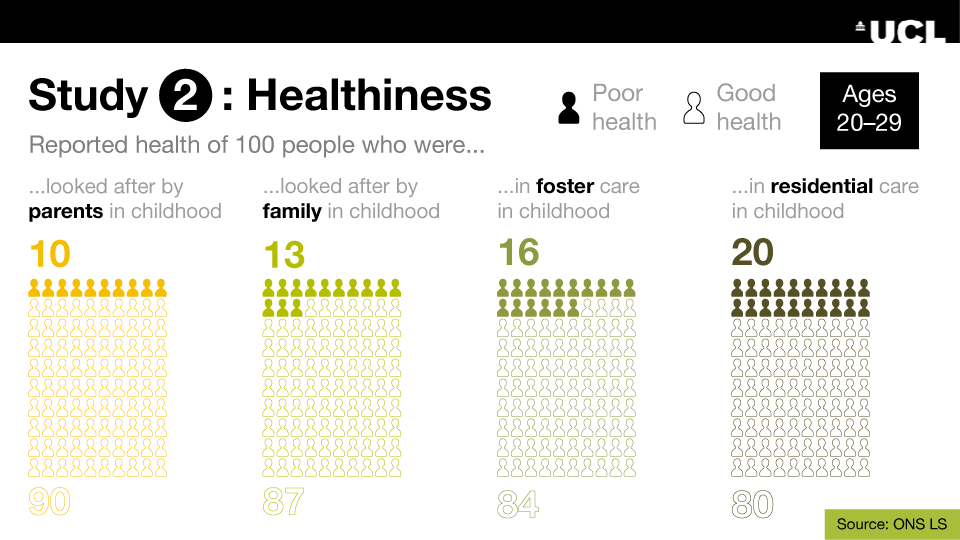 UCL
Study 2 : Healthiness
Reported health of 100 people who were...
Poor
health
Good
health
Ages
20–29
...looked after by
parents in childhood
10
90
...looked after by
family in childhood
13
87
...in foster care
in childhood
16
84
...in residential care
in childhood
20
80
Source: ONS LS